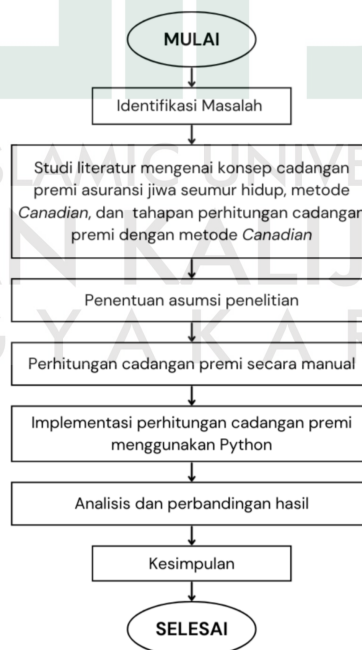 MULAI
Identifikasi Masalah
Studi literatur mengenai konsep cadangan
premi asuransi jiwa seumur hidup, metode
Canadian, dan tahapan perhitungan cadangan
premi dengan metode Canadian
Penentuan asumsi penelitian
Perhitungan cadangan premi secara manual
Implementasi perhitungan cadangan premi
menggunakan Python
Analisis dan perbandingan hasil
Kesimpulan
SELESAI